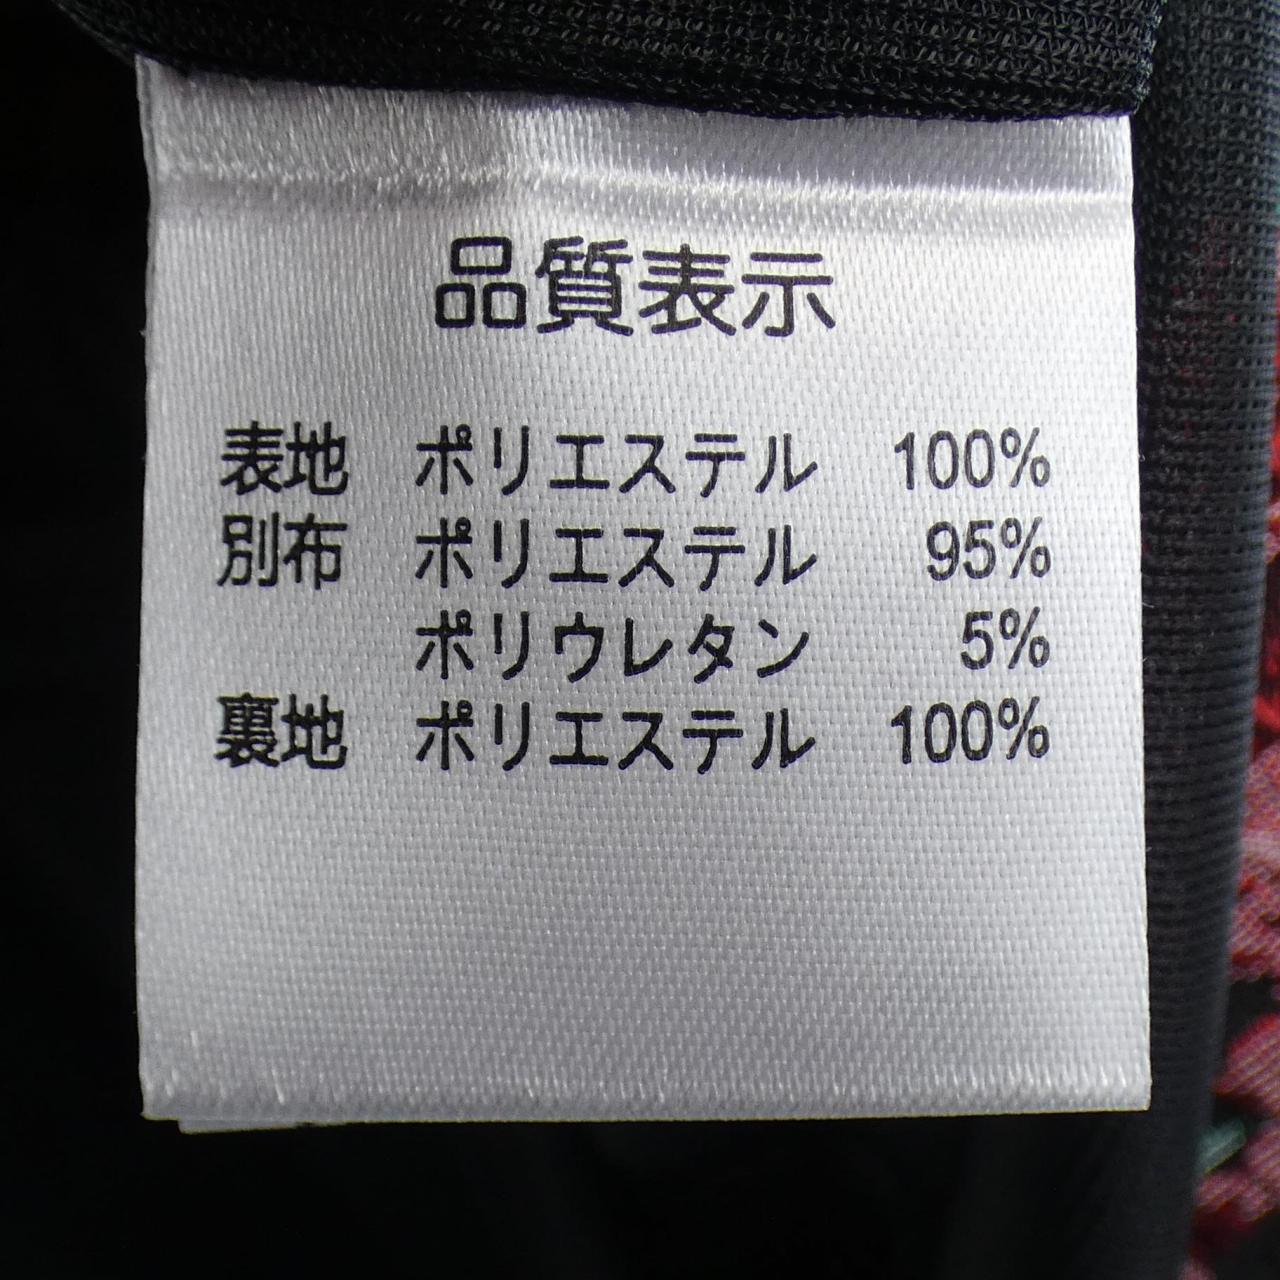 品質表示
表地 ポリエステル 100%
別布 ポリエステル 95%
ポリウレタン 5%
裏地 ポリエステル 100%